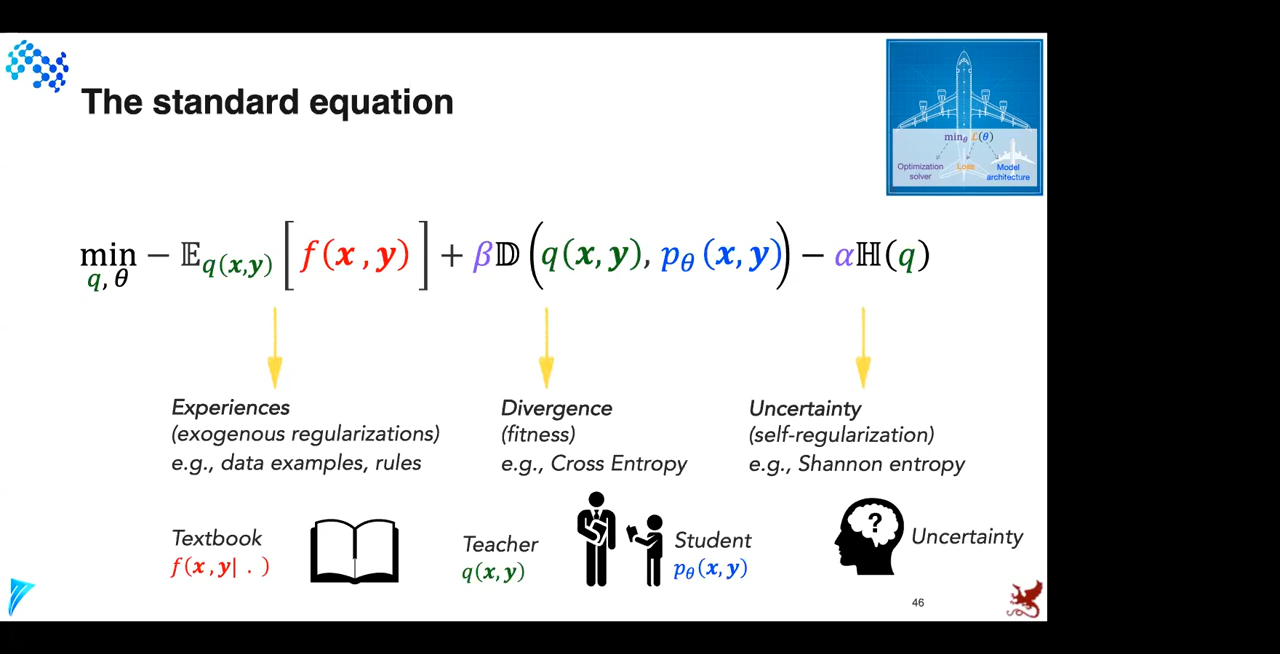 The standard equation
minθ ℒ(θ)
Optimization Loss Model
solver architecture
min − 𝔼q(x,y) [f(x, y)] + β𝔻(q(x, y), pθ(x, y)) − αℍ(q)
q, θ
Experiences Divergence Uncertainty
(exogenous regularizations) (fitness) (self-regularization)
e.g., data examples, rules e.g., Cross Entropy e.g., Shannon entropy
?
Textbook Teacher Student Uncertainty
f(x, y| . ) q(x, y) pθ(x, y)
46